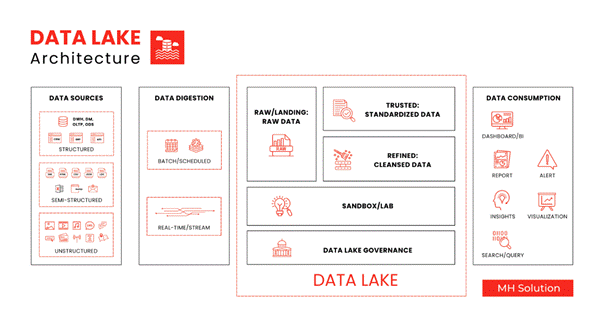 DATA LAKE
Architecture
DATA SOURCES
DWH, DM,
OLTP, ODS
STRUCTURED
SEMI-STRUCTURED
UNSTRUCTURED
DATA DIGESTION
BATCH/SCHEDULED
REAL-TIME/STREAM
RAW/LANDING:
RAW DATA
TRUSTED:
STANDARDIZED DATA
REFINED:
CLEANSED DATA
SANDBOX/LAB
DATA LAKE GOVERNANCE
DATA LAKE
DATA CONSUMPTION
DASHBOARD/BI
REPORT
ALERT
INSIGHTS
VISUALIZATION
SEARCH/QUERY
MH Solution